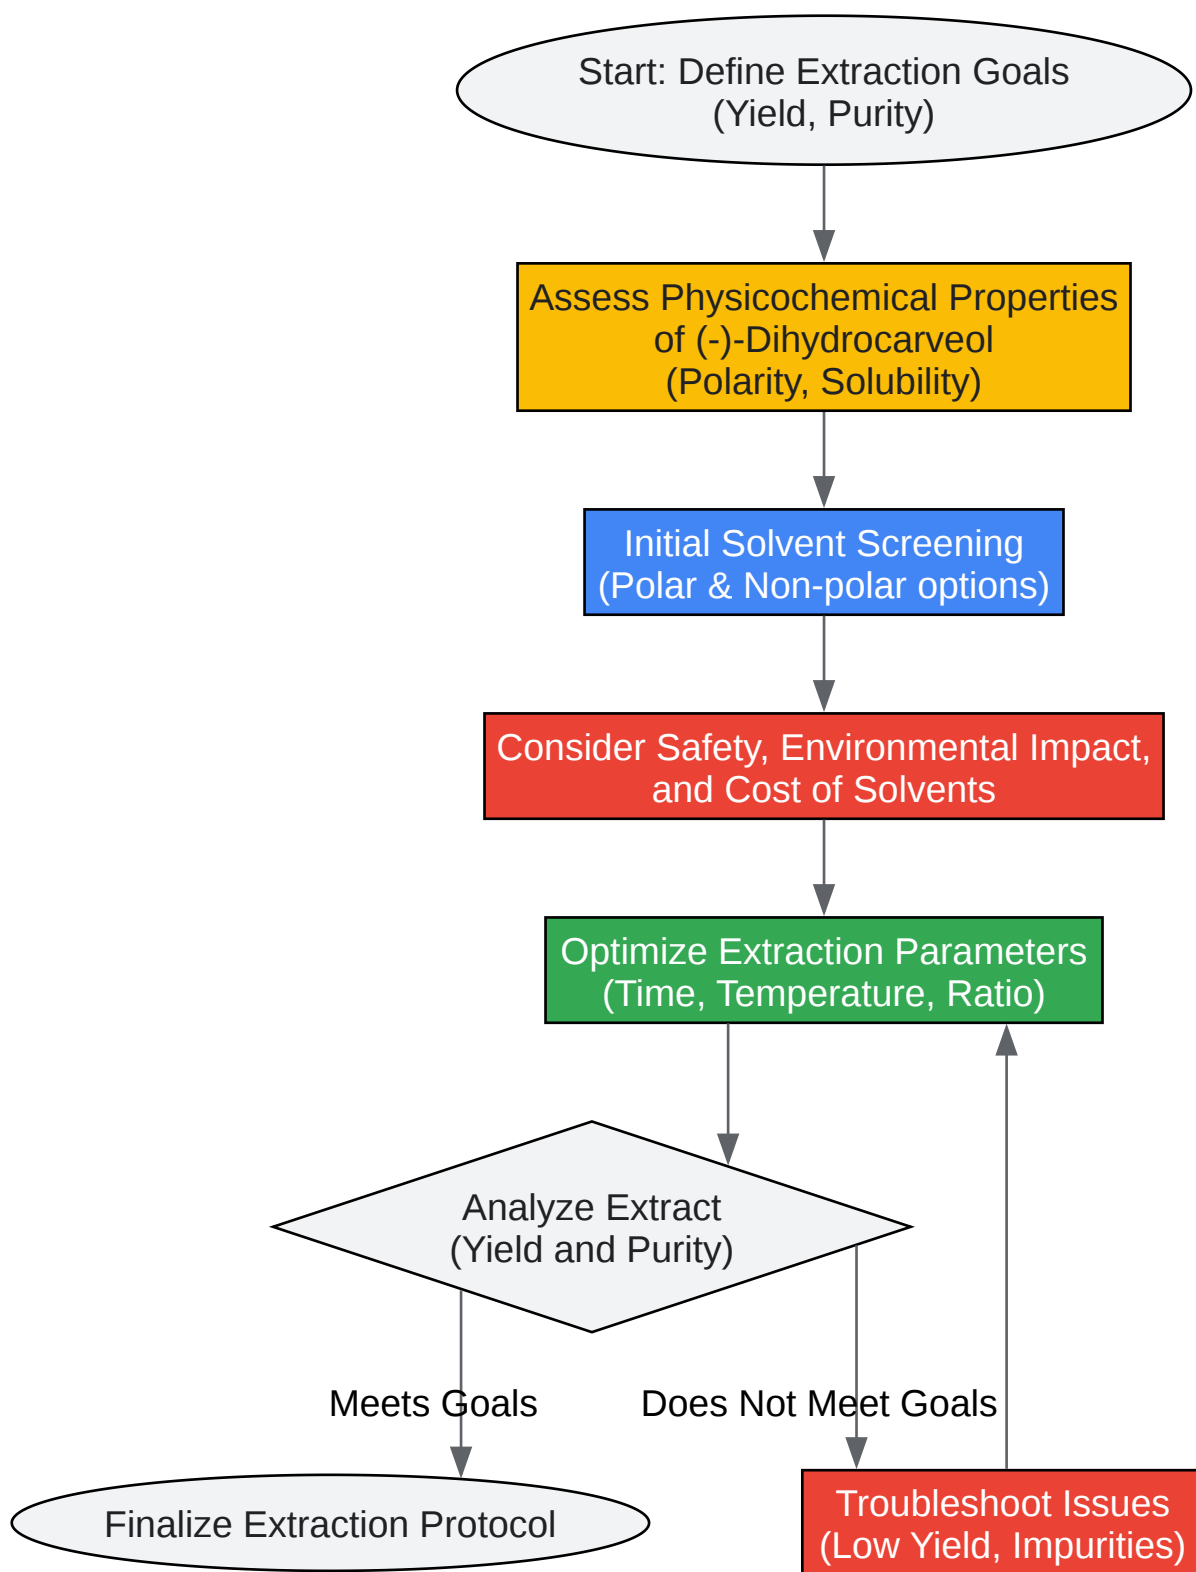 Start: Define Extraction Goals
(Yield, Purity)
Assess Physicochemical Properties
of (-)-Dihydrocarveol
(Polarity, Solubility)
Initial Solvent Screening
(Polar & Non-polar options)
Consider Safety, Environmental Impact,
and Cost of Solvents
Optimize Extraction Parameters
(Time, Temperature, Ratio)
Analyze Extract
(Yield and Purity)
Meets Goals
Does Not Meet Goals
Finalize Extraction Protocol
Troubleshoot Issues
(Low Yield, Impurities)